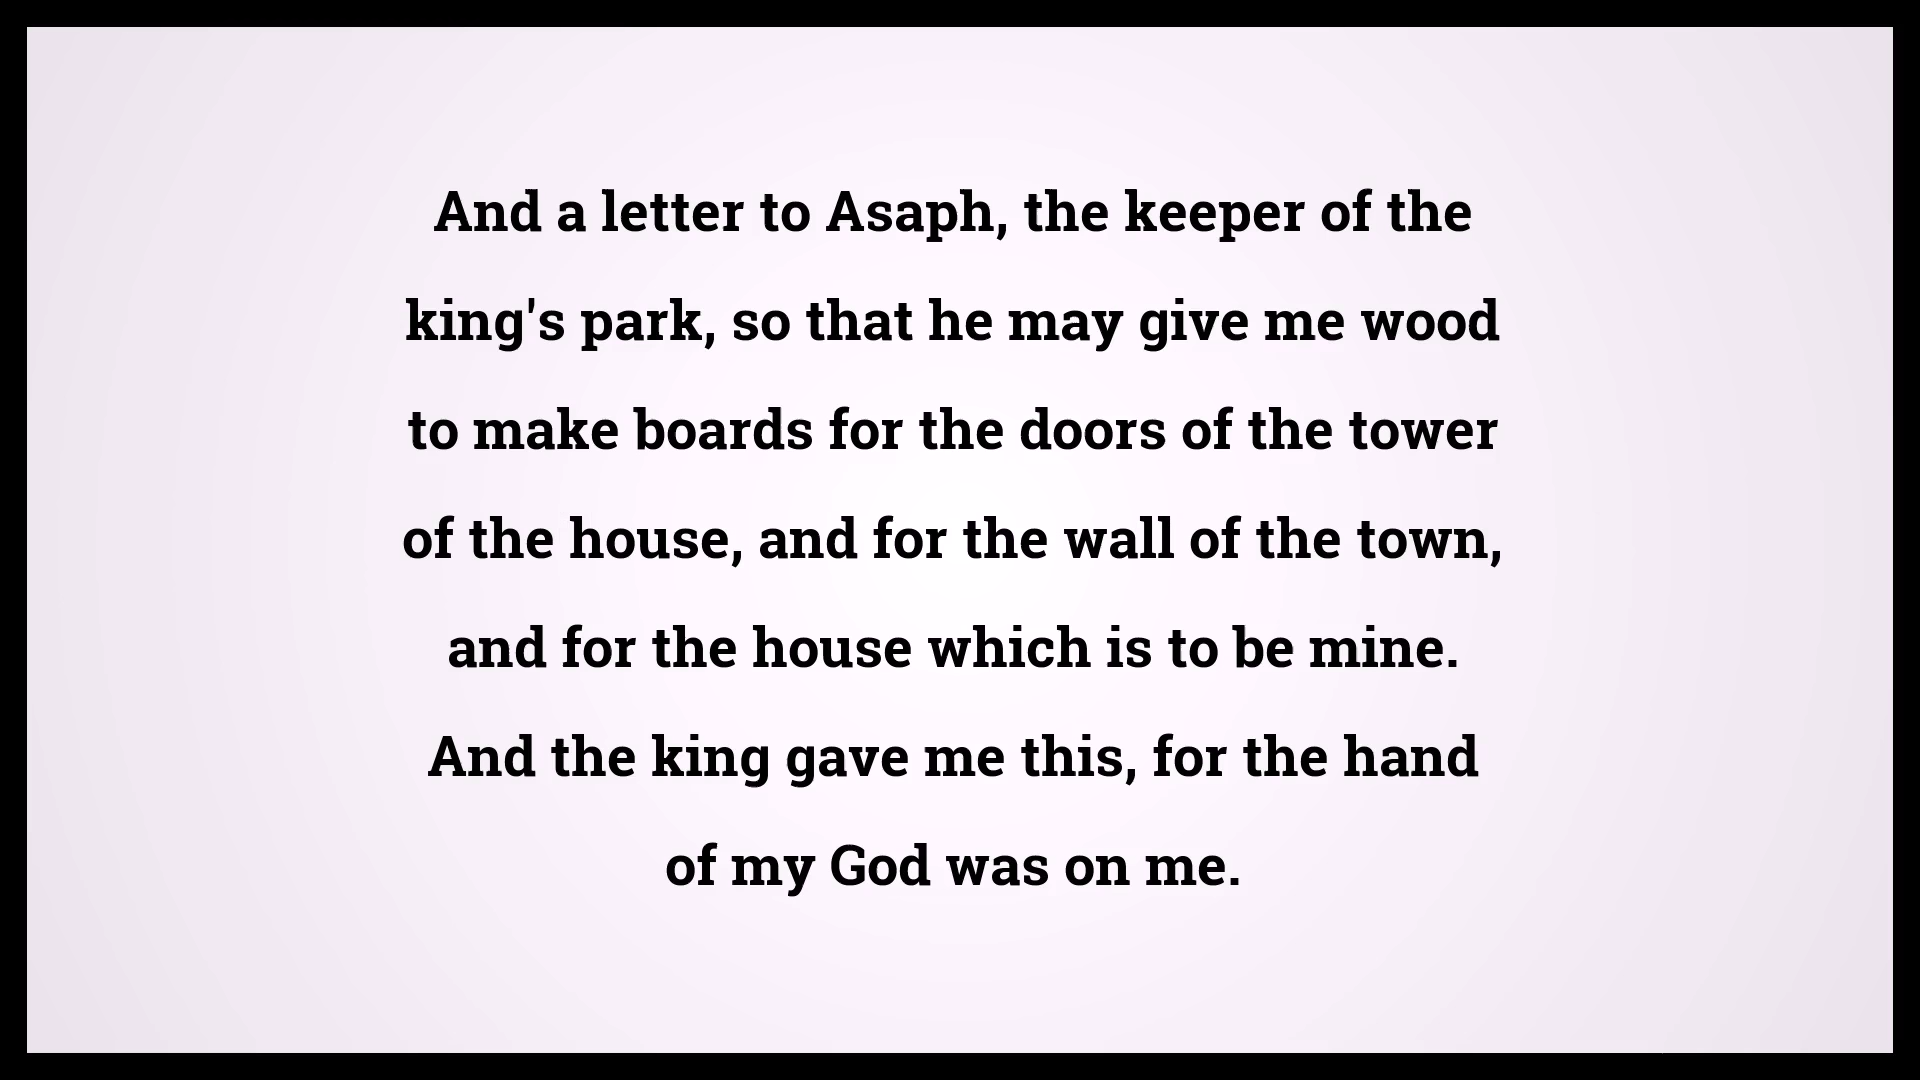 And a letter to Asaph, the keeper of the
king's park, so that he may give me wood
to make boards for the doors of the tower
of the house, and for the wall of the town,
and for the house which is to be mine.
And the king gave me this, for the hand
of my God was on me.